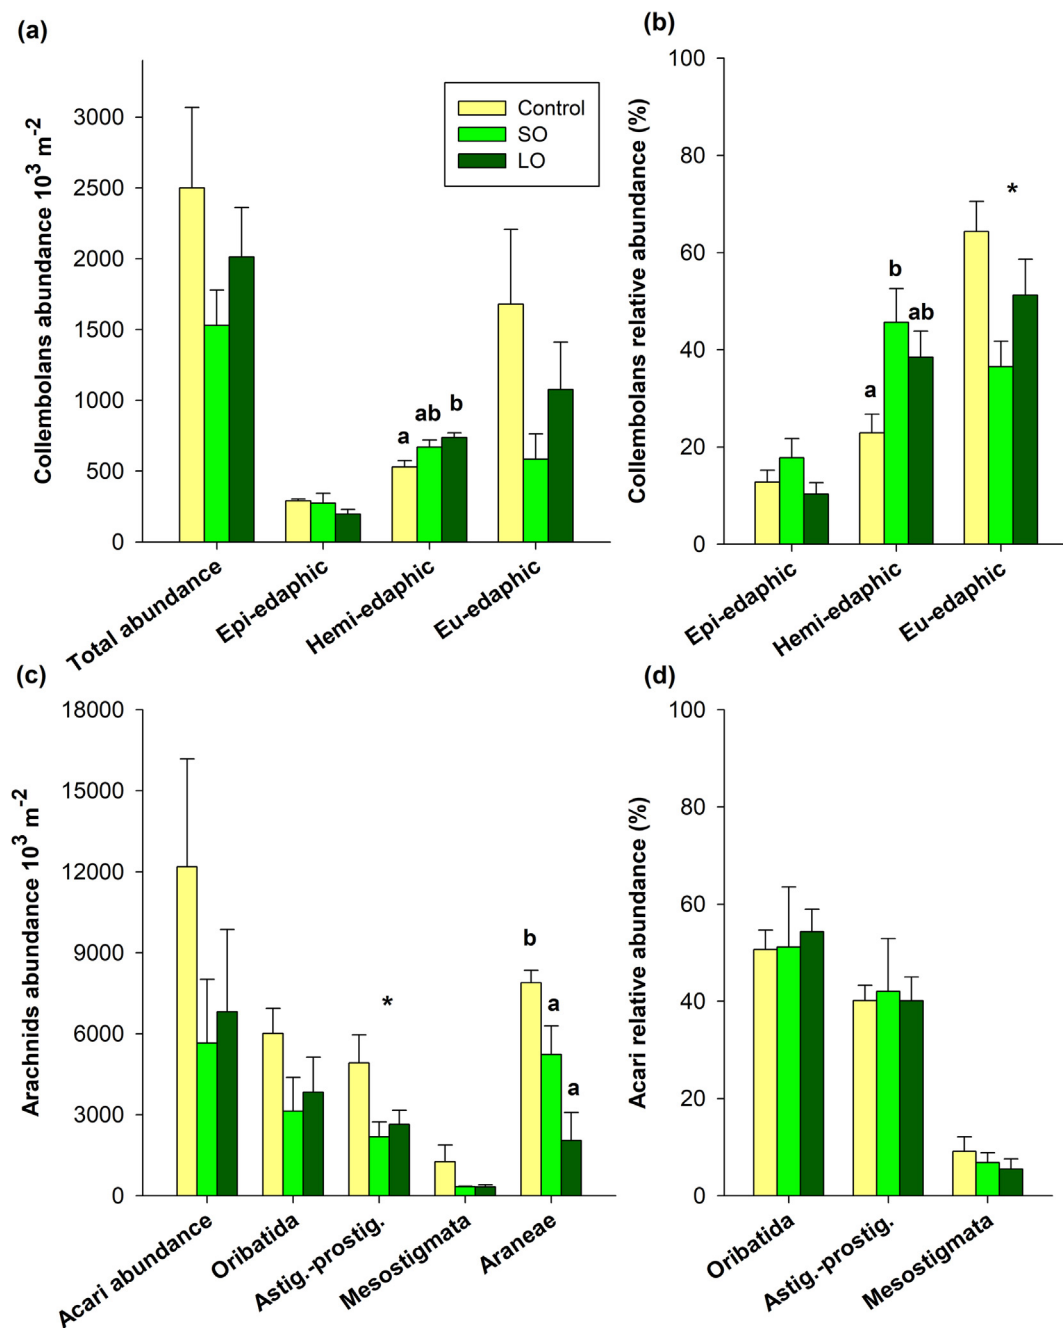 (a)
Collembolans abundance 10³ m⁻²
3000
2500
2000
1500
1000
500
0
Control
SO
LO
a
ab
b
Total abundance
Epi-edaphic
Hemi-edaphic
Eu-edaphic
(b)
Collembolans relative abundance (%)
100
80
60
40
20
0
a
b
ab
*
Epi-edaphic
Hemi-edaphic
Eu-edaphic
(c)
Arachnids abundance 10³ m⁻²
18000
15000
12000
9000
6000
3000
0
*
b
a
a
Acari abundance
Oribatida
Astig.-prostig.
Mesostigmata
Araneae
(d)
Acari relative abundance (%)
100
80
60
40
20
0
Oribatida
Astig.-prostig.
Mesostigmata